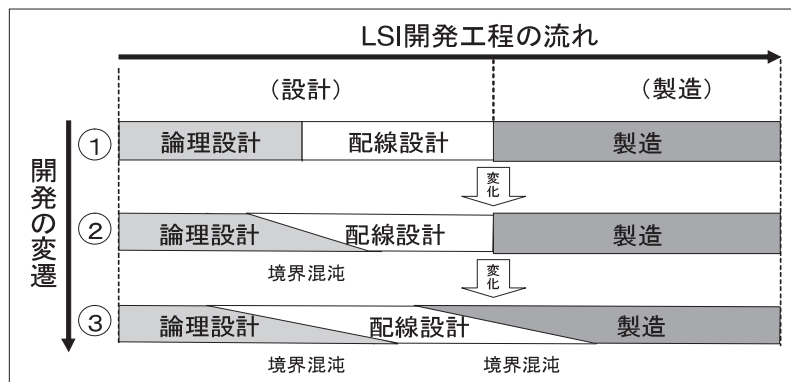 LSI開発工程の流れ
(設計) (製造)
開発の変遷
① 論理設計 配線設計 製造
変化
② 論理設計 配線設計 製造
境界混沌
変化
③ 論理設計 配線設計 製造
境界混沌 境界混沌